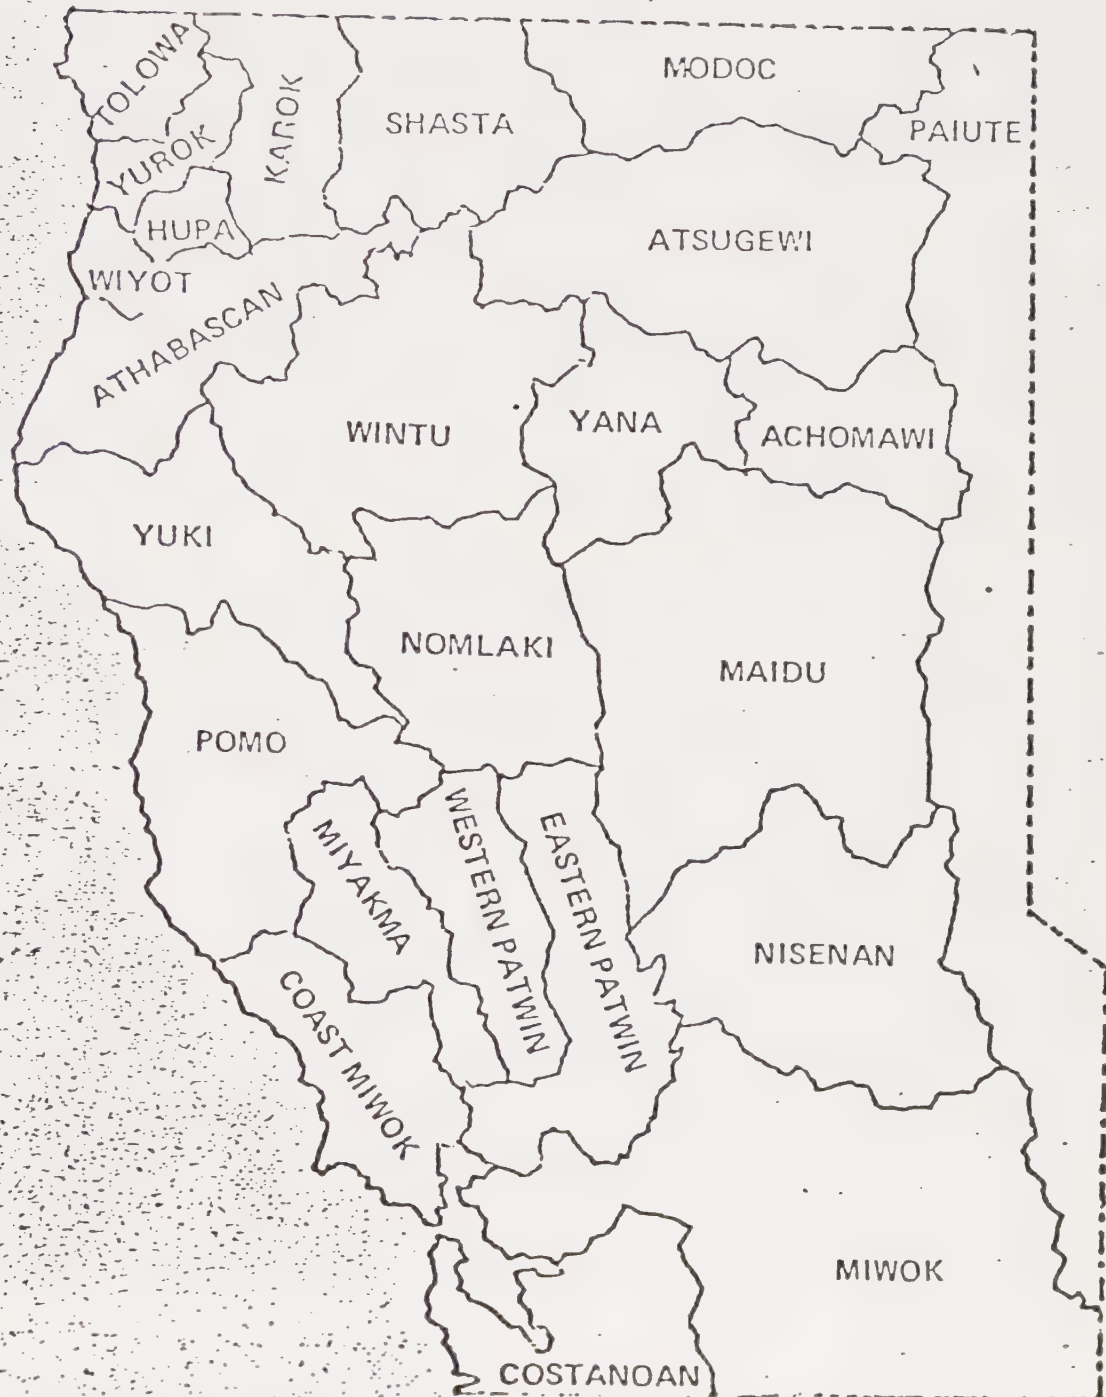 TOLOWA
KAROK
SHASTA
MODOC
PAIUTE
YUROK
HUPA
WIYOT
ATHABASCAN
ATSUGEWI
WINTU
YANA
ACHOMAWI
YUKI
NOMLAKI
MAIDU
POMO
MIYAKMA
WESTERN PATWIN
EASTERN PATWIN
NISENAN
COAST MIWOK
MIWOK
COSTANOAN